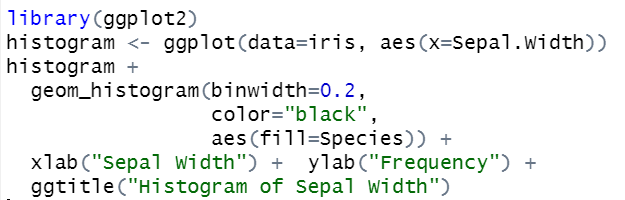 library(ggplot2)
histogram <- ggplot(data=iris, aes(x=Sepal.Width))
histogram +
  geom_histogram(binwidth=0.2,
                 color="black",
                 aes(fill=Species)) +
  xlab("Sepal Width") +  ylab("Frequency") +
  ggtitle("Histogram of Sepal Width")